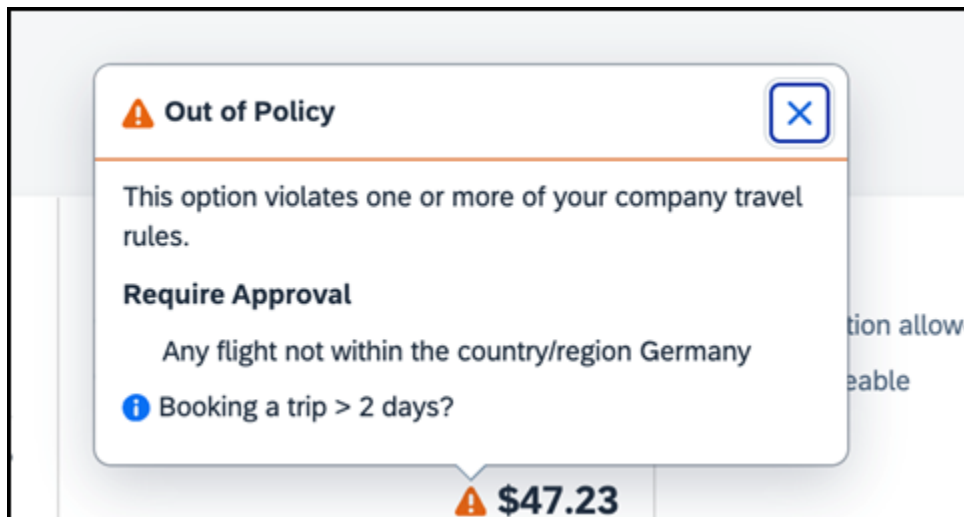 Out of Policy
This option violates one or more of your company travel
rules.
Require Approval
Any flight not within the country/region Germany
Booking a trip > 2 days?
$47.23